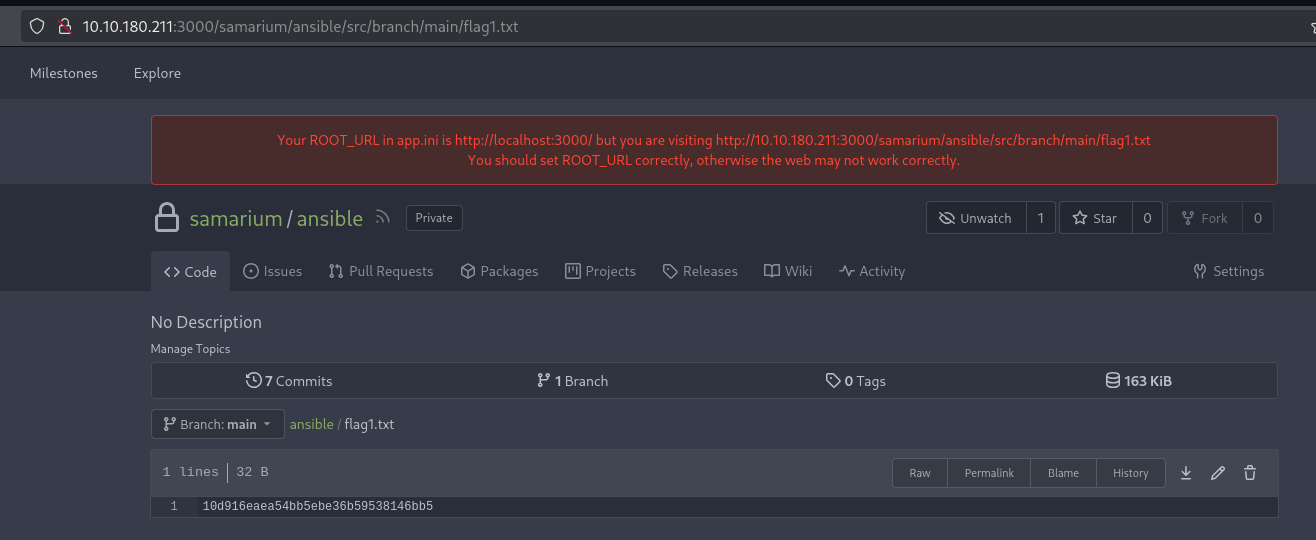 10.10.180.211:3000/samarium/ansible/src/branch/main/flag1.txt
Milestones Explore
Your ROOT_URL in app.ini is http://localhost:3000/ but you are visiting http://10.10.180.211:3000/samarium/ansible/src/branch/main/flag1.txt
You should set ROOT_URL correctly, otherwise the web may not work correctly.
samarium/ansible Private Unwatch 1 Star 0 Fork 0
Code Issues Pull Requests Packages Projects Releases Wiki Activity Settings
No Description
Manage Topics
7 Commits 1 Branch 0 Tags 163 KiB
Branch: main ansible / flag1.txt
1 lines 32 B Raw Permalink Blame History
1 10d916eaea54bb5ebe36b59538146bb5